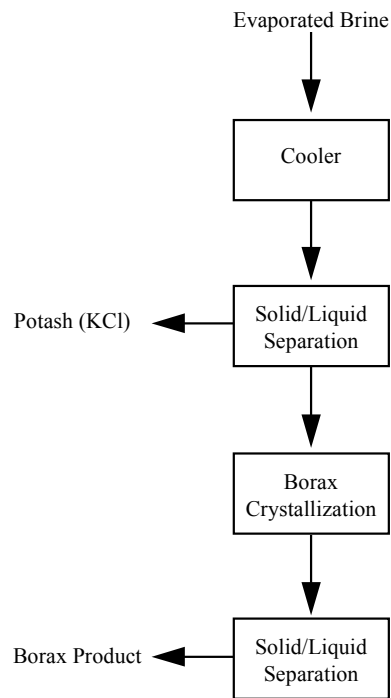 Evaporated Brine
Cooler
Potash (KCl)
Solid/Liquid
Separation
Borax
Crystallization
Borax Product
Solid/Liquid
Separation